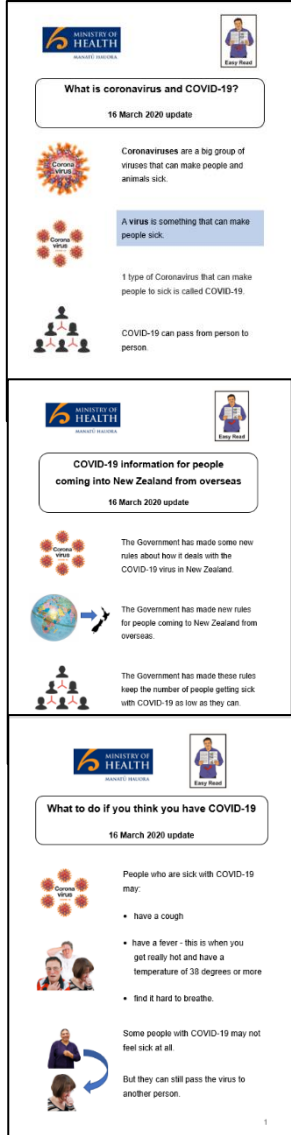 MINISTRY OF
HEALTH
MANATŪ HAUORA
Easy Read
What is coronavirus and COVID-19?
16 March 2020 update
Corona
virus
Coronaviruses are a big group of
viruses that can make people and
animals sick.
Corona
virus
A virus is something that can make
people sick.
1 type of Coronavirus that can make
people to sick is called COVID-19.
COVID-19 can pass from person to
person.
MINISTRY OF
HEALTH
MANATŪ HAUORA
Easy Read
COVID-19 information for people
coming into New Zealand from overseas
16 March 2020 update
Corona
virus
The Government has made some new
rules about how it deals with the
COVID-19 virus in New Zealand.
The Government has made new rules
for people coming to New Zealand from
overseas.
The Government has made these rules
keep the number of people getting sick
with COVID-19 as low as they can.
MINISTRY OF
HEALTH
MANATŪ HAUORA
Easy Read
What to do if you think you have COVID-19
16 March 2020 update
Corona
virus
People who are sick with COVID-19
may:
• have a cough
• have a fever - this is when you
get really hot and have a
temperature of 38 degrees or more
• find it hard to breathe.
Some people with COVID-19 may not
feel sick at all.
But they can still pass the virus to
another person.
1